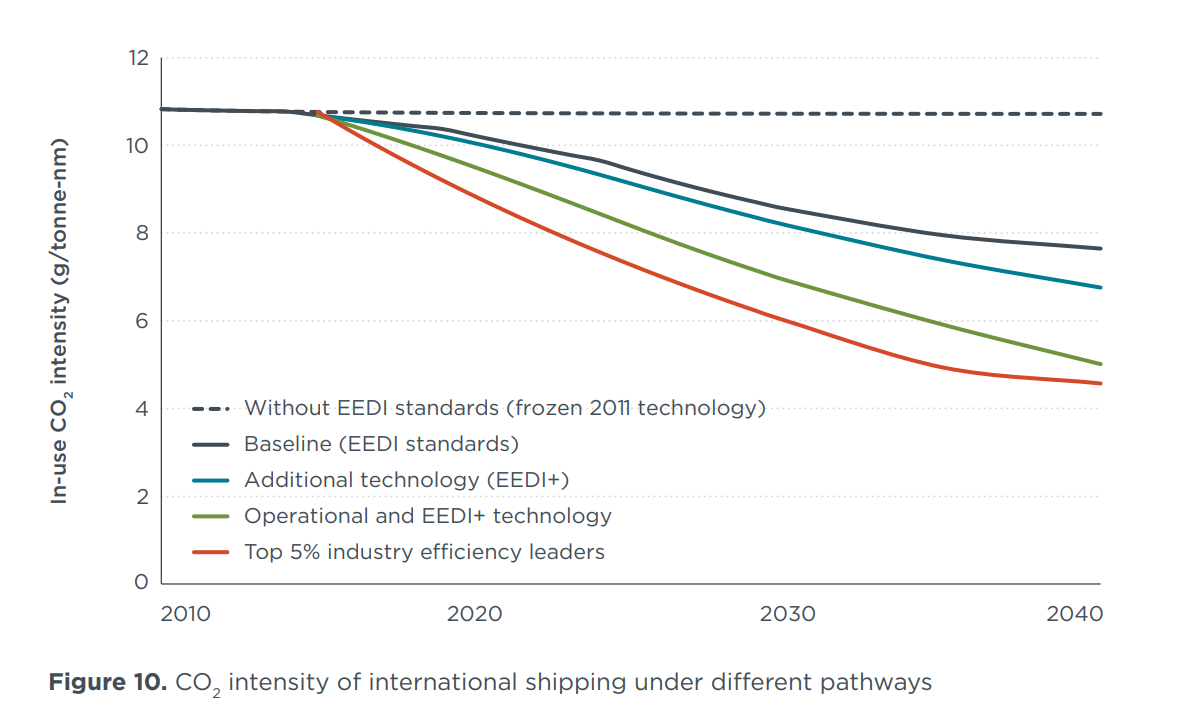 12
10
8
6
4
2
0
In-use CO2 intensity (g/tonne-nm)
Without EEDI standards (frozen 2011 technology)
Baseline (EEDI standards)
Additional technology (EEDI+)
Operational and EEDI+ technology
Top 5% industry efficiency leaders
2010 2020 2030 2040
Figure 10. CO2 intensity of international shipping under different pathways